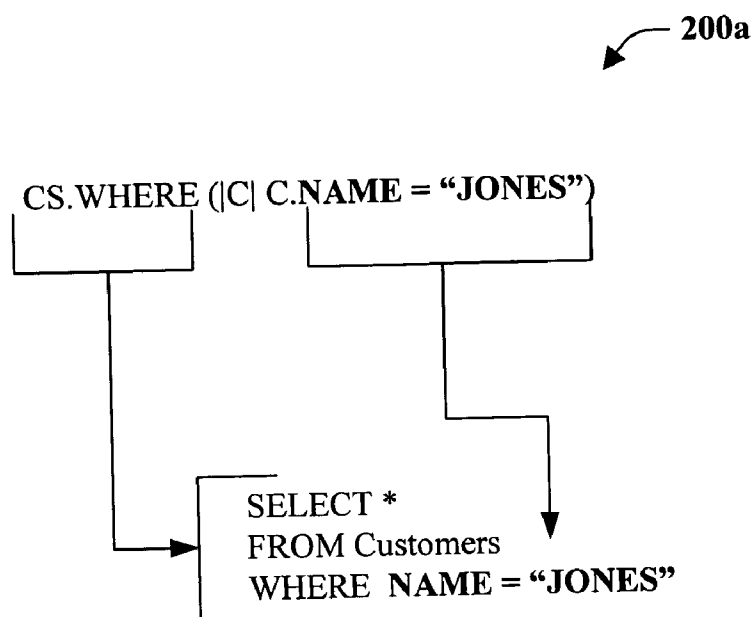 200a
CS.WHERE (|C| C.NAME = “JONES”)
SELECT *
FROM Customers
WHERE NAME = “JONES”